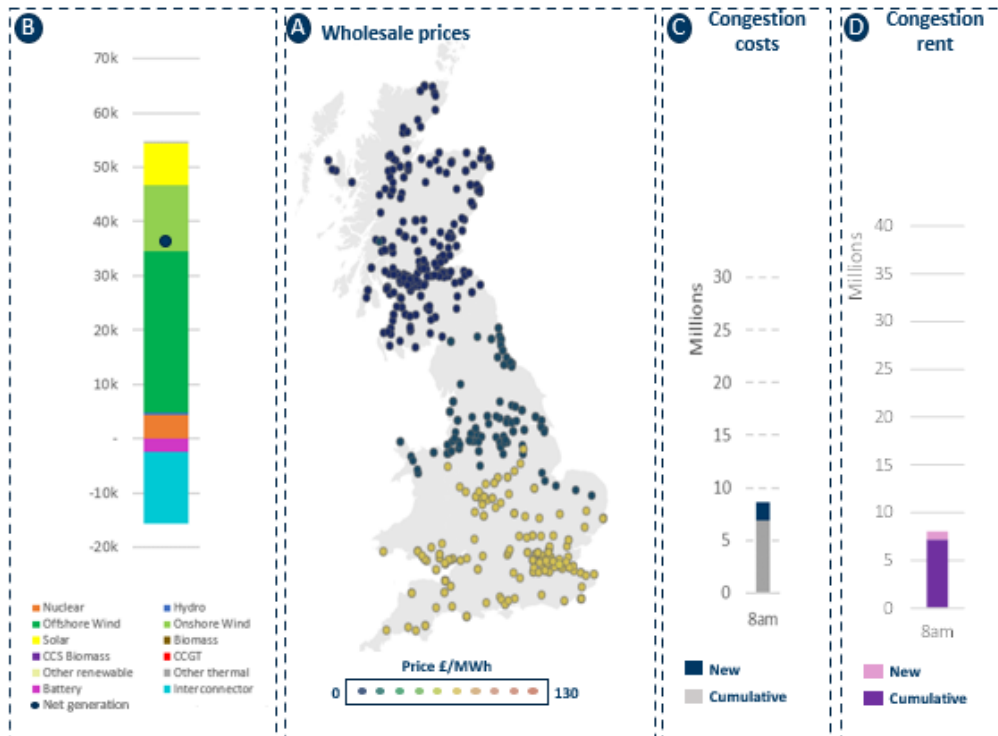 B
70k
60k
50k
40k
30k
20k
10k
-
-10k
-20k
Nuclear
Hydro
Offshore Wind
Onshore Wind
Solar
Biomass
CCS Biomass
CCGT
Other renewable
Other thermal
Battery
Interconnector
Net generation
A Wholesale prices
Price £/MWh
0
130
C Congestion
costs
Millions
30
25
20
15
10
5
0
8am
New
Cumulative
D Congestion
rent
Millions
40
35
30
25
20
15
10
5
0
8am
New
Cumulative